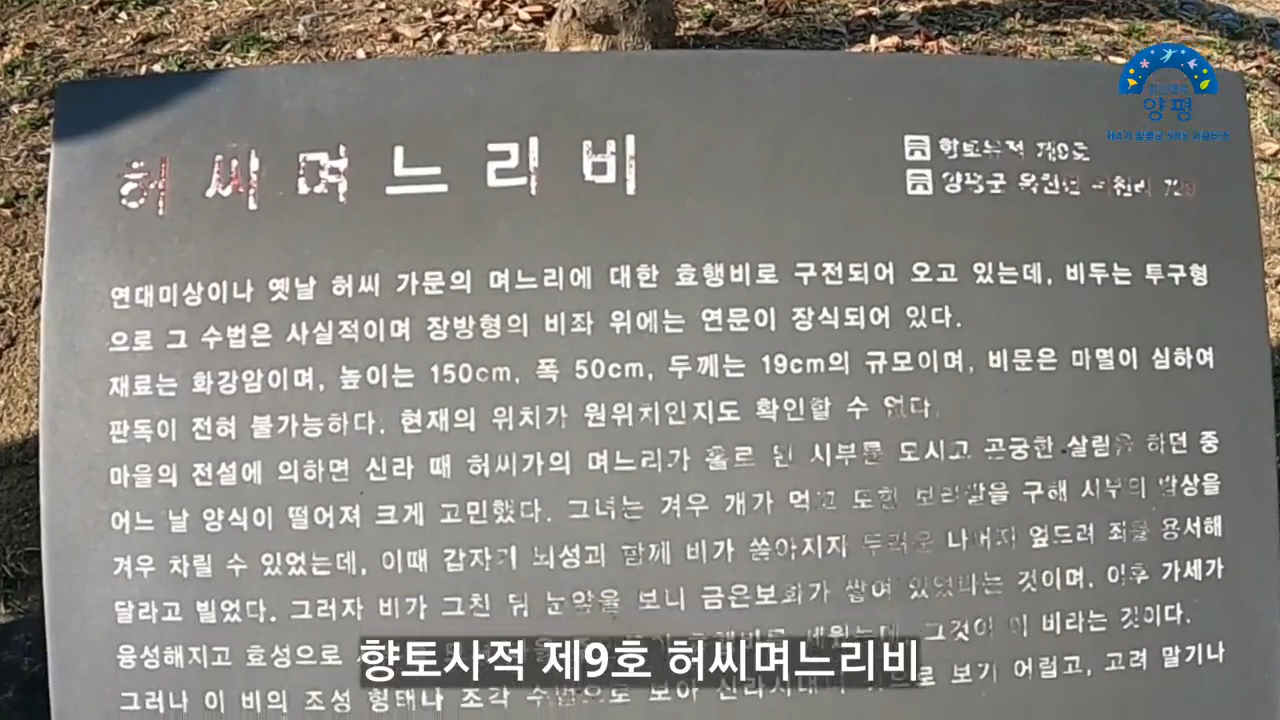 양평
허씨며느리비
향토유적 제9호
양평군 옥천면
연대미상이나 옛날 허씨 가문의 며느리에 대한 효행비로 구전되어 오고 있는데, 비두는 투구형
으로 그 수법은 사실적이며 장방형의 비좌 위에는 연문이 장식되어 있다.
재료는 화강암이며, 높이는 150cm, 폭 50cm, 두께는 19cm의 규모이며, 비문은 마멸이 심하여
판독이 전혀 불가능하다. 현재의 위치가 원위치인지도 확인할 수 없다.
마을의 전설에 의하면 신라 때 허씨가의 며느리가 홀로 된 시부를 모시고 곤궁한 살림을 하던 중
어느 날 양식이 떨어져 크게 고민했다. 그녀는 겨우 개가 먹고 토한 보리쌀을 구해 시부의 밥상을
겨우 차릴 수 있었는데, 이때 갑자기 뇌성과 함께 비가 쏟아지자 두려운 나머지 엎드려 죄를 용서해
달라고 빌었다. 그러자 비가 그친 뒤 눈앞을 보니 금은보화가 쌓여 있었다는 것이며, 이후 가세가
융성해지고 효성으로 세웠는데, 그것이 이 비라는 것이다.
그러나 이 비의 조성 형태나 조각 수법으로 보아 보기 어렵고, 고려 말기나
향토사적 제9호 허씨며느리비